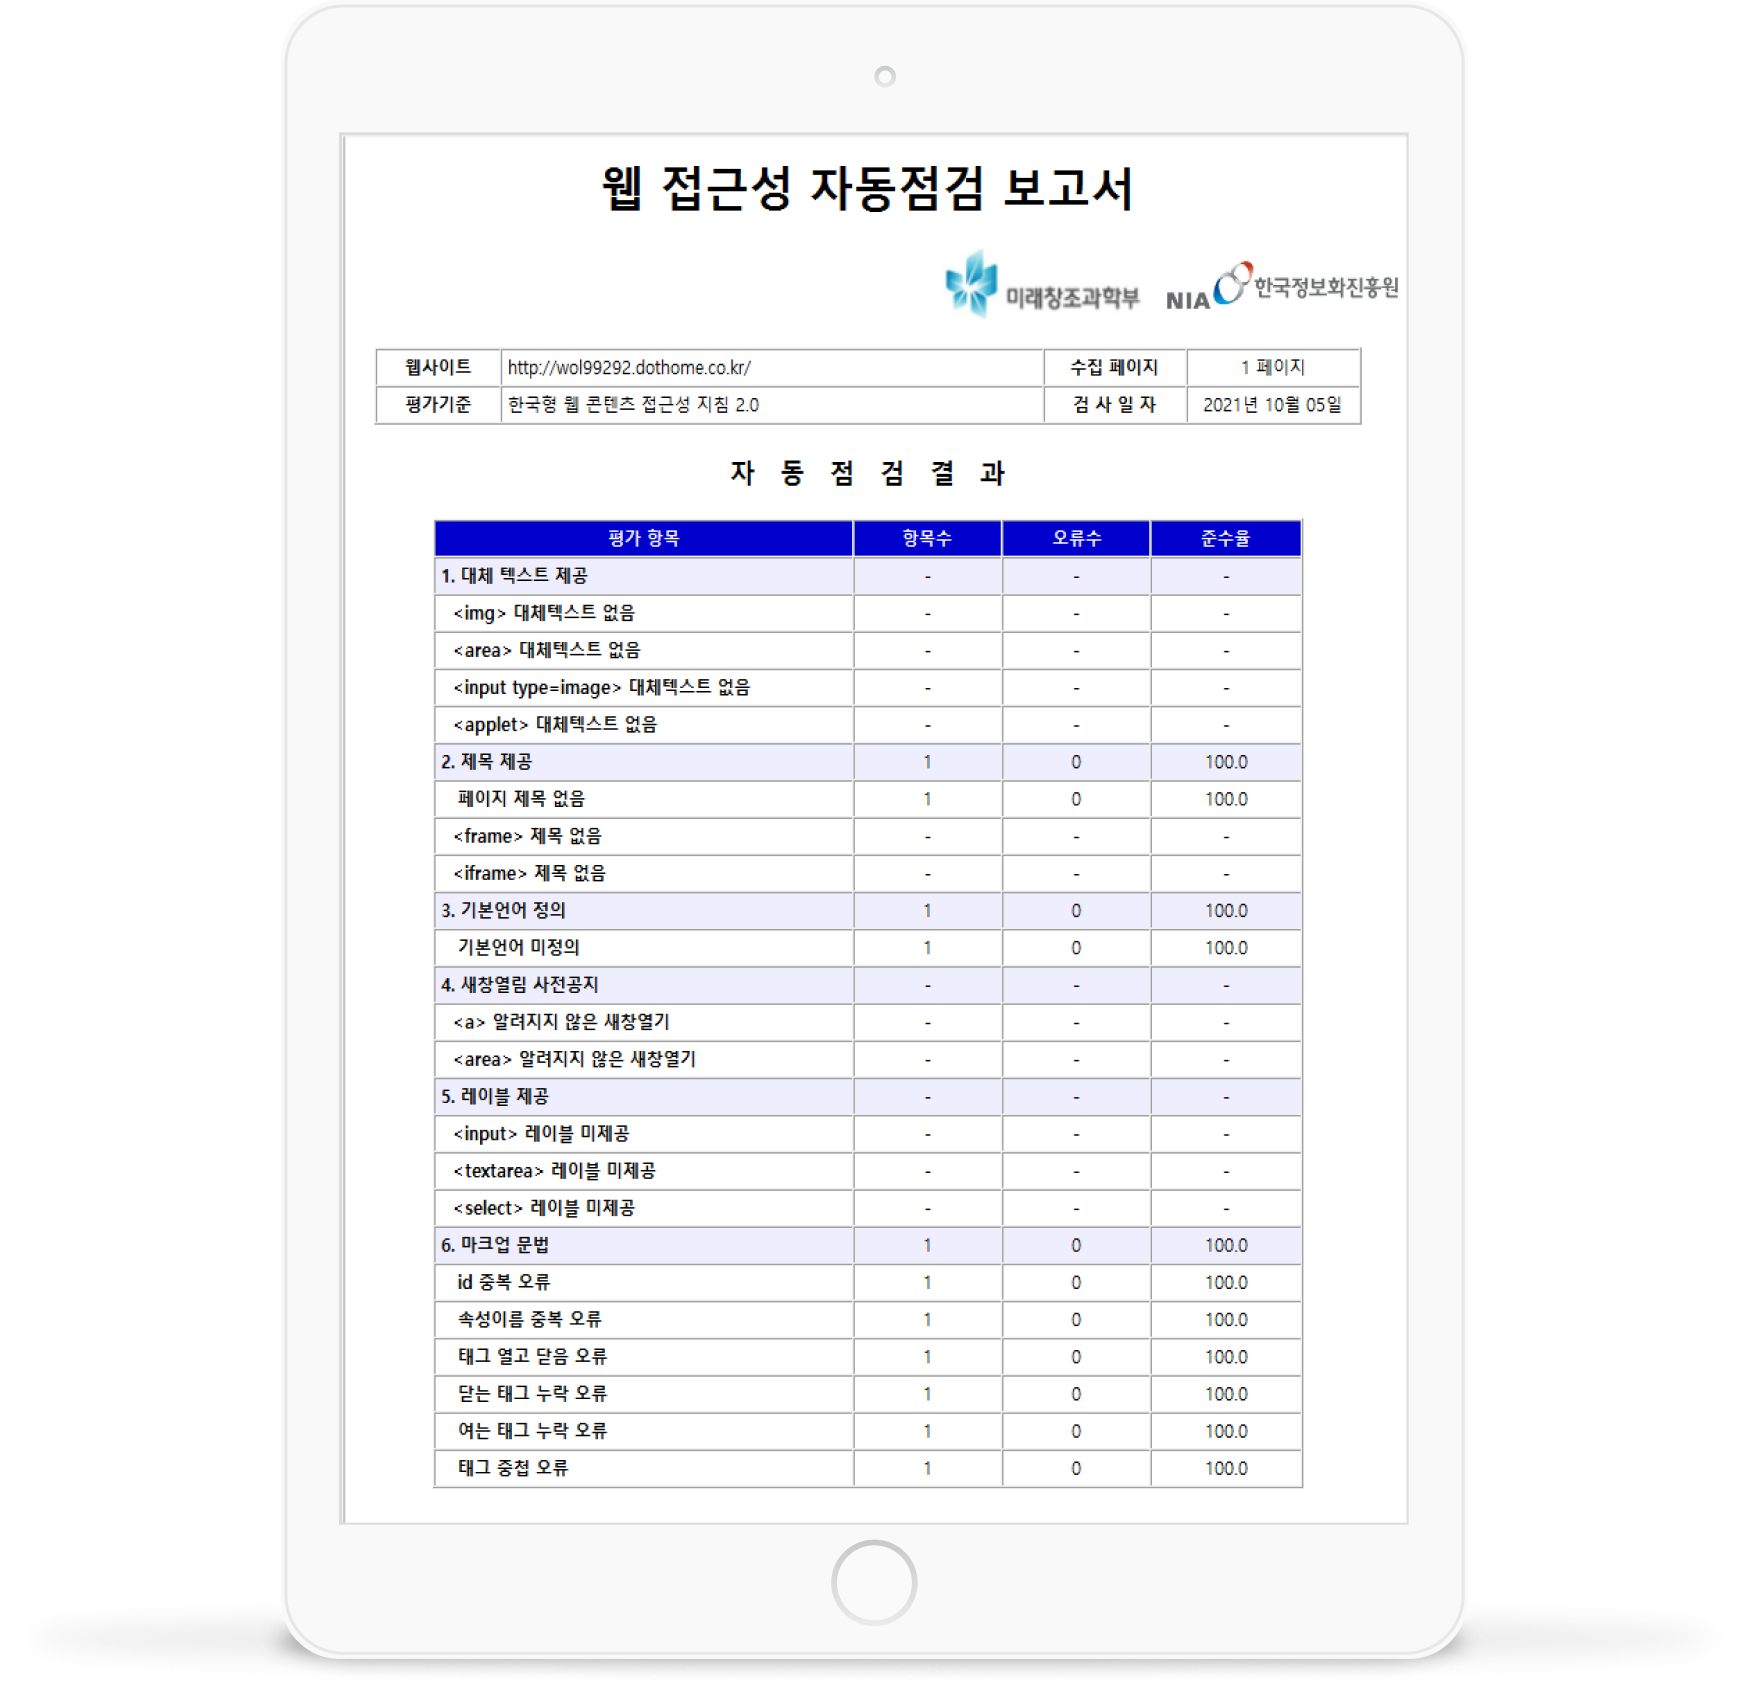 웹 접근성 자동점검 보고서
미래창조과학부 NIA 한국정보화진흥원
웹사이트 http://wol99292.dothome.co.kr/ 수집 페이지 1 페이지
평가기준 한국형 웹 콘텐츠 접근성 지침 2.0 검 사 일 자 2021년 10월 05일
자 동 점 검 결 과
평가 항목 항목수 오류수 준수율
1. 대체 텍스트 제공 - - -
<img> 대체텍스트 없음 - - -
<area> 대체텍스트 없음 - - -
<input type=image> 대체텍스트 없음 - - -
<applet> 대체텍스트 없음 - - -
2. 제목 제공 1 0 100.0
페이지 제목 없음 1 0 100.0
<frame> 제목 없음 - - -
<iframe> 제목 없음 - - -
3. 기본언어 정의 1 0 100.0
기본언어 미정의 1 0 100.0
4. 새창열림 사전공지 - - -
<a> 알려지지 않은 새창열기 - - -
<area> 알려지지 않은 새창열기 - - -
5. 레이블 제공 - - -
<input> 레이블 미제공 - - -
<textarea> 레이블 미제공 - - -
<select> 레이블 미제공 - - -
6. 마크업 문법 1 0 100.0
id 중복 오류 1 0 100.0
속성이름 중복 오류 1 0 100.0
태그 열고 닫음 오류 1 0 100.0
닫는 태그 누락 오류 1 0 100.0
여는 태그 누락 오류 1 0 100.0
태그 중첩 오류 1 0 100.0